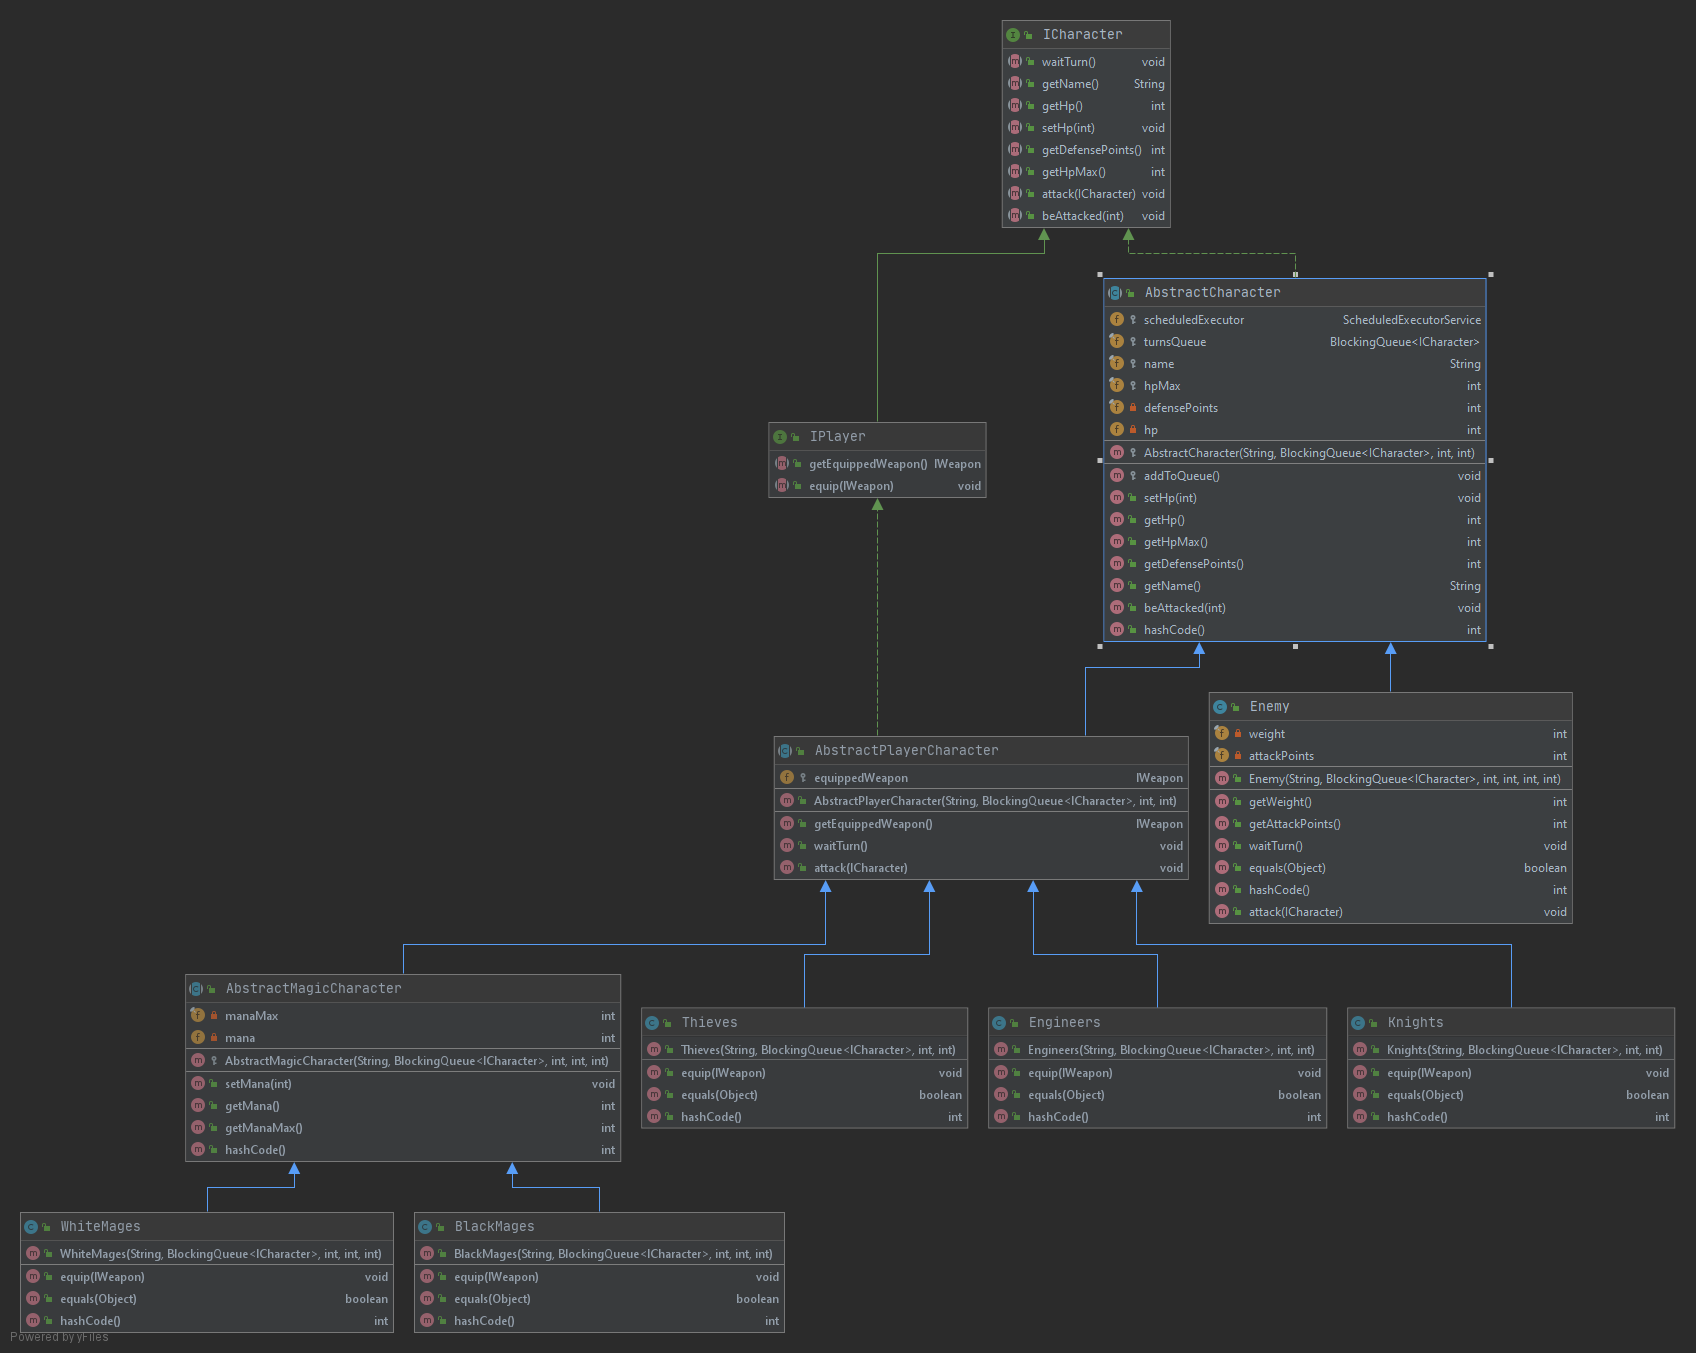 ICharacter
waitTurn() void
getName() String
getHp() int
setHp(int) void
getDefensePoints() int
getHpMax() int
attack(ICharacter) void
beAttacked(int) void
AbstractCharacter
scheduledExecutor ScheduledExecutorService
turnsQueue BlockingQueue<ICharacter>
name String
hpMax int
defensePoints int
hp int
AbstractCharacter(String, BlockingQueue<ICharacter>, int, int)
addToQueue() void
setHp(int) void
getHp() int
getHpMax() int
getDefensePoints() int
getName() String
beAttacked(int) void
hashCode() int
IPlayer
getEquippedWeapon() IWeapon
equip(IWeapon) void
Enemy
weight int
attackPoints int
Enemy(String, BlockingQueue<ICharacter>, int, int, int, int)
getWeight() int
getAttackPoints() int
waitTurn() void
equals(Object) boolean
hashCode() int
attack(ICharacter) void
AbstractPlayerCharacter
equippedWeapon IWeapon
AbstractPlayerCharacter(String, BlockingQueue<ICharacter>, int, int)
getEquippedWeapon() IWeapon
waitTurn() void
attack(ICharacter) void
AbstractMagicCharacter
manaMax int
mana int
AbstractMagicCharacter(String, BlockingQueue<ICharacter>, int, int, int)
setMana(int) void
getMana() int
getManaMax() int
hashCode() int
Thieves
Thieves(String, BlockingQueue<ICharacter>, int, int)
equip(IWeapon) void
equals(Object) boolean
hashCode() int
Engineers
Engineers(String, BlockingQueue<ICharacter>, int, int)
equip(IWeapon) void
equals(Object) boolean
hashCode() int
Knights
Knights(String, BlockingQueue<ICharacter>, int, int)
equip(IWeapon) void
equals(Object) boolean
hashCode() int
WhiteMages
WhiteMages(String, BlockingQueue<ICharacter>, int, int, int)
equip(IWeapon) void
equals(Object) boolean
hashCode() int
BlackMages
BlackMages(String, BlockingQueue<ICharacter>, int, int, int)
equip(IWeapon) void
equals(Object) boolean
hashCode() int
Powered by yFiles